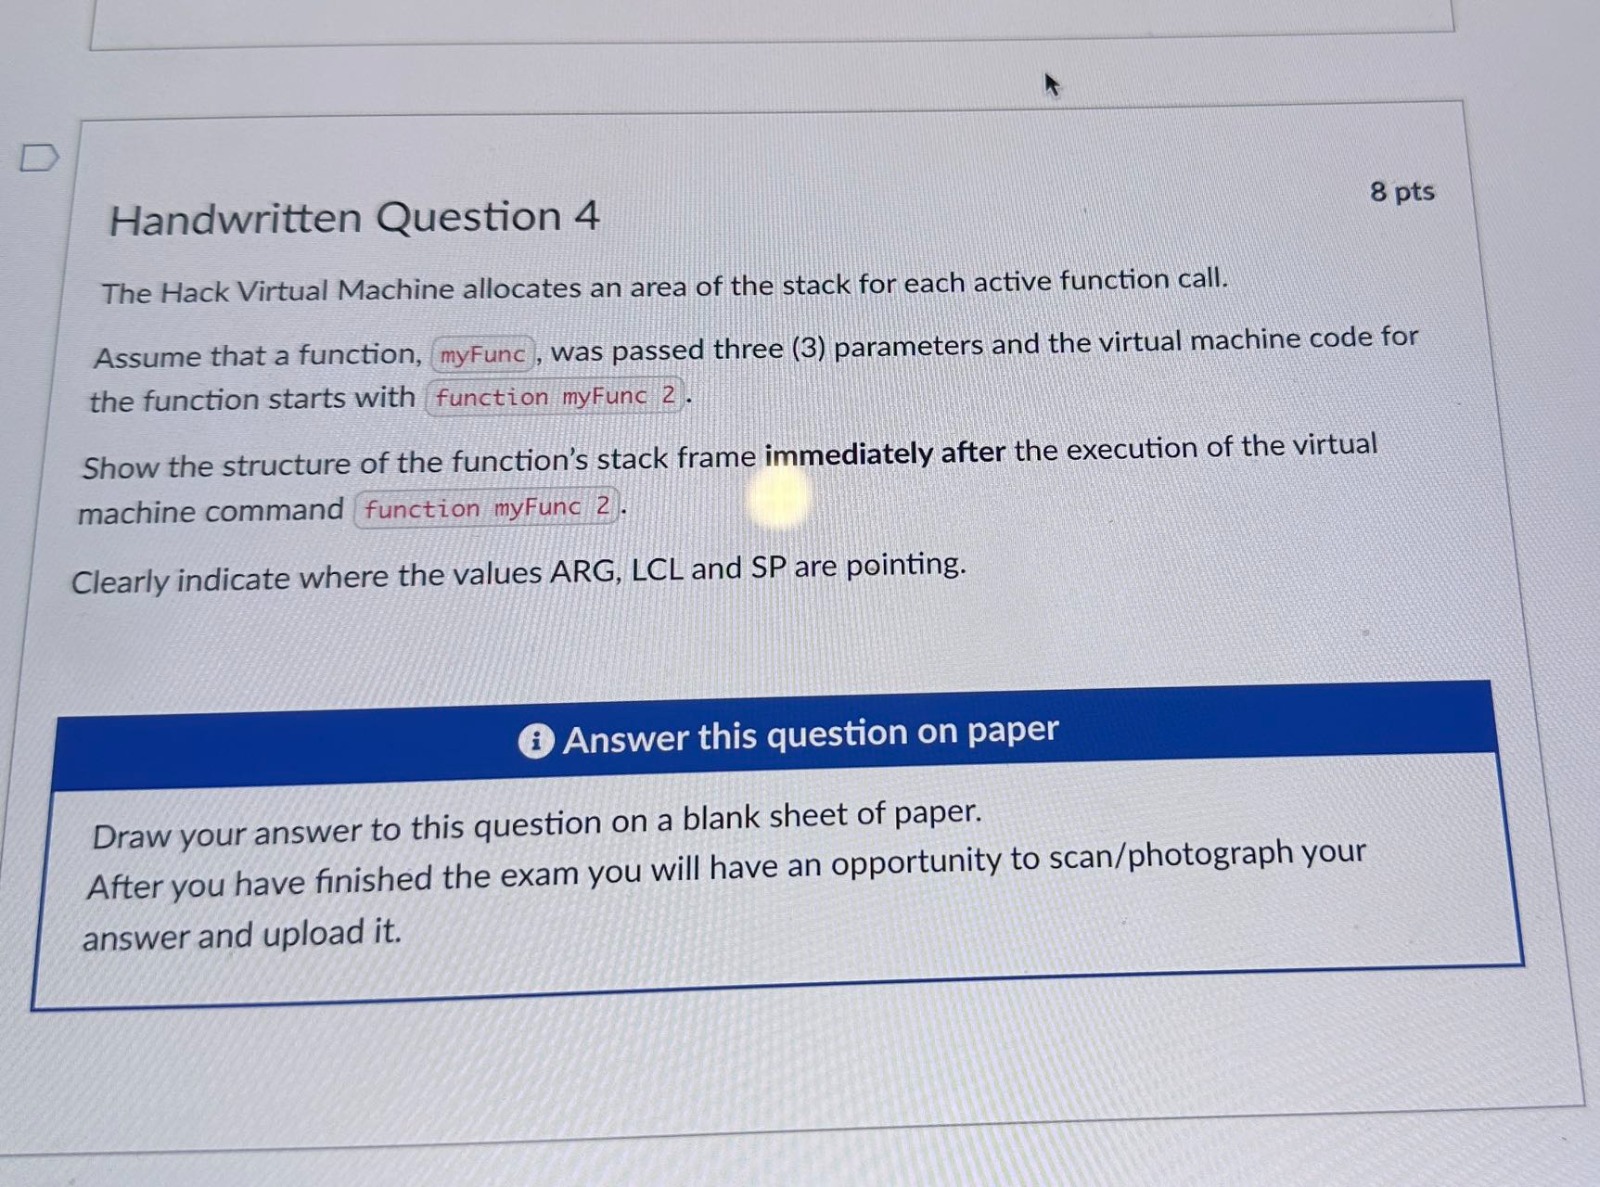 8 pts
Handwritten Question 4
The Hack Virtual Machine allocates an area of the stack for each active function call.
Assume that a function, myFunc, was passed three (3) parameters and the virtual machine code for
the function starts with function myFunc 2.
Show the structure of the function's stack frame immediately after the execution of the virtual
machine command function myFunc 2.
Clearly indicate where the values ARG, LCL and SP are pointing.
i Answer this question on paper
Draw your answer to this question on a blank sheet of paper.
After you have finished the exam you will have an opportunity to scan/photograph your
answer and upload it.